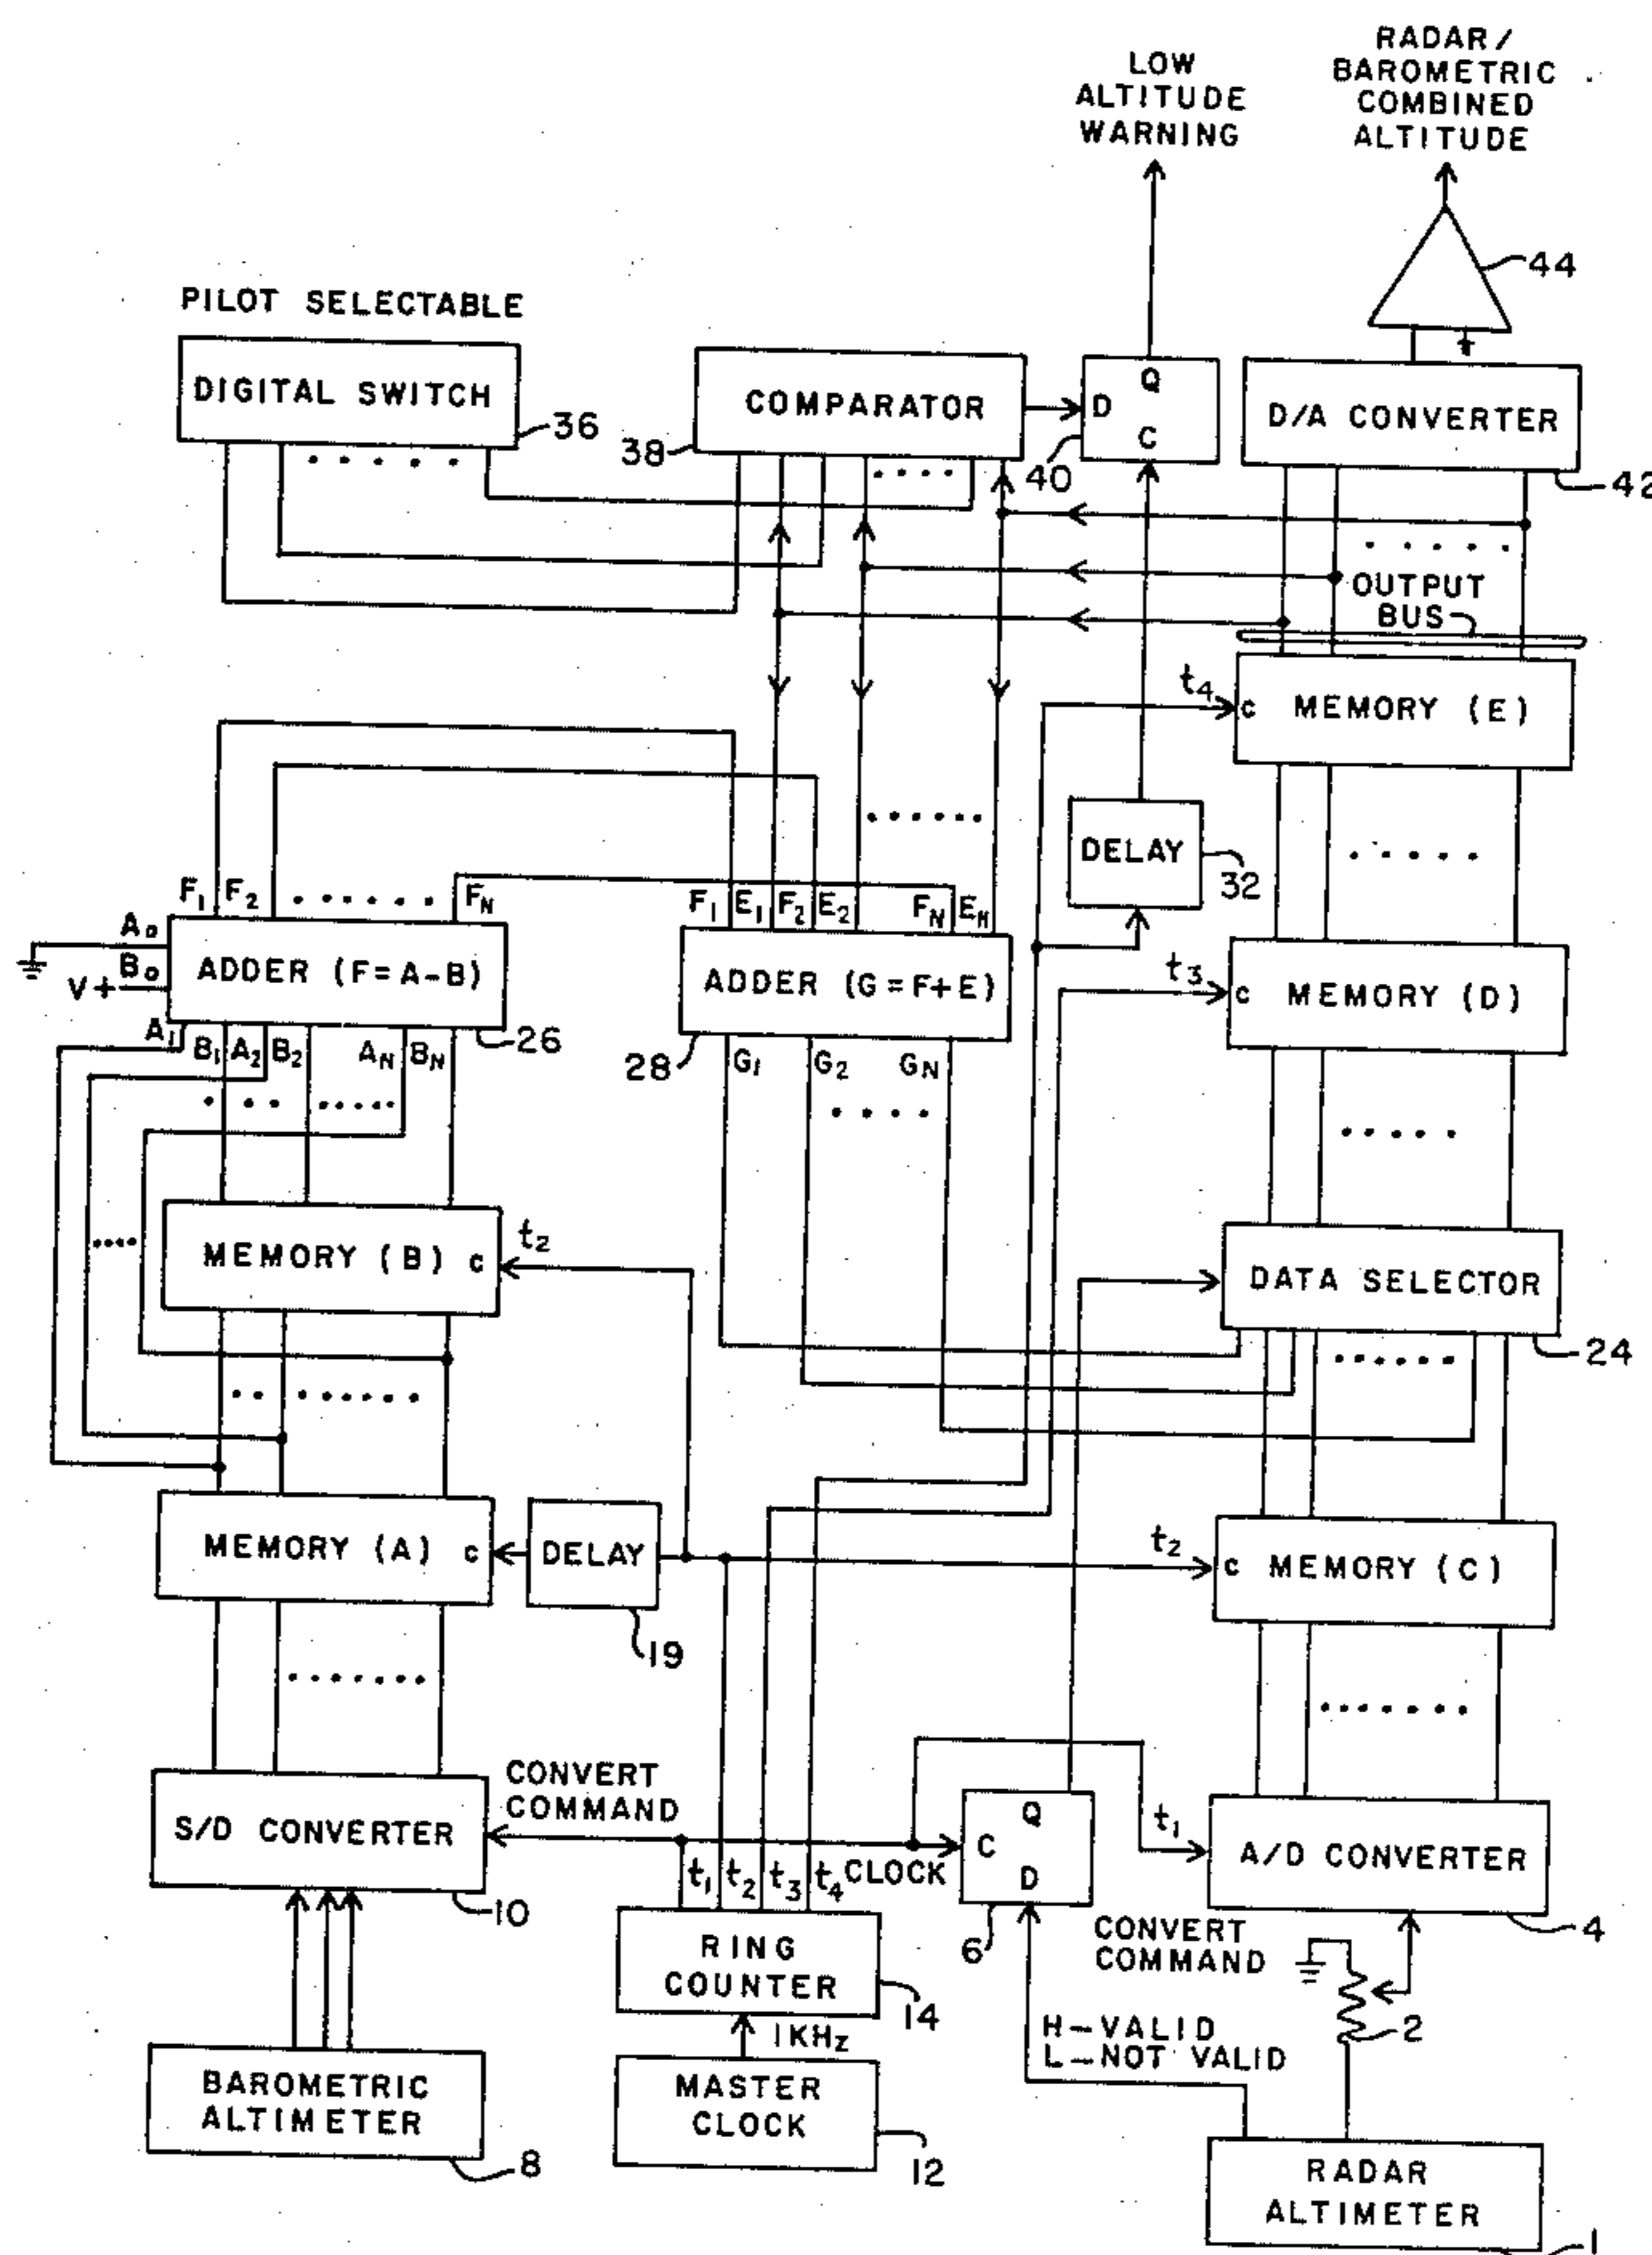 LOW
ALTITUDE
WARNING
RADAR/
BAROMETRIC
COMBINED
ALTITUDE
44
PILOT SELECTABLE
DIGITAL SWITCH
36
COMPARATOR
38
D
Q
C
40
D/A CONVERTER
42
OUTPUT
BUS
t4
c MEMORY (E)
DELAY
32
F1 F2 FN
A0
B0
V+
ADDER (F=A-B)
26
A1 B1 A2 B2 AN BN
F1 E1 F2 E2 FN EN
ADDER (G=F+E)
28
G1 G2 GN
t3
c MEMORY (D)
MEMORY (B) c
t2
DATA SELECTOR
24
MEMORY (A) c
DELAY
19
t2
c MEMORY (C)
S/D CONVERTER
10
CONVERT
COMMAND
t1 t2 t3 t4
CLOCK
Q
C
D
6
t1
A/D CONVERTER
4
CONVERT
COMMAND
2
RING
COUNTER
14
1KHz
H-VALID
L-NOT VALID
BAROMETRIC
ALTIMETER
8
MASTER
CLOCK
12
RADAR
ALTIMETER
1